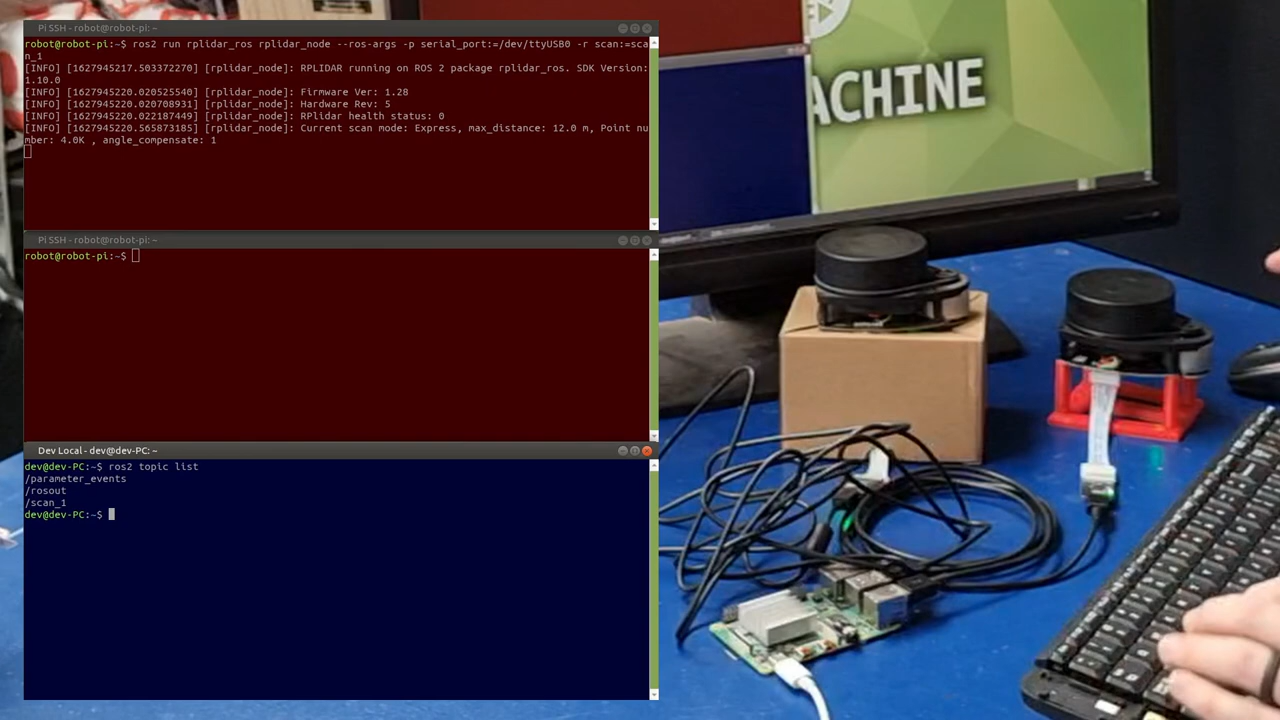 Pi SSH - robot@robot-pi: ~
robot@robot-pi:~$ ros2 run rplidar_ros rplidar_node --ros-args -p serial_port:=/dev/ttyUSB0 -r scan:=sca
n_1
[INFO] [1627945217.503372270] [rplidar_node]: RPLIDAR running on ROS 2 package rplidar_ros. SDK Version:
1.10.0
[INFO] [1627945220.020525540] [rplidar_node]: Firmware Ver: 1.28
[INFO] [1627945220.020708931] [rplidar_node]: Hardware Rev: 5
[INFO] [1627945220.022187449] [rplidar_node]: RPlidar health status: 0
[INFO] [1627945220.565873185] [rplidar_node]: Current scan mode: Express, max_distance: 12.0 m, Point nu
mber: 4.0K , angle_compensate: 1
Pi SSH - robot@robot-pi: ~
robot@robot-pi:~$
Dev Local - dev@dev-PC: ~
dev@dev-PC:~$ ros2 topic list
/parameter_events
/rosout
/scan_1
dev@dev-PC:~$
ACHINE